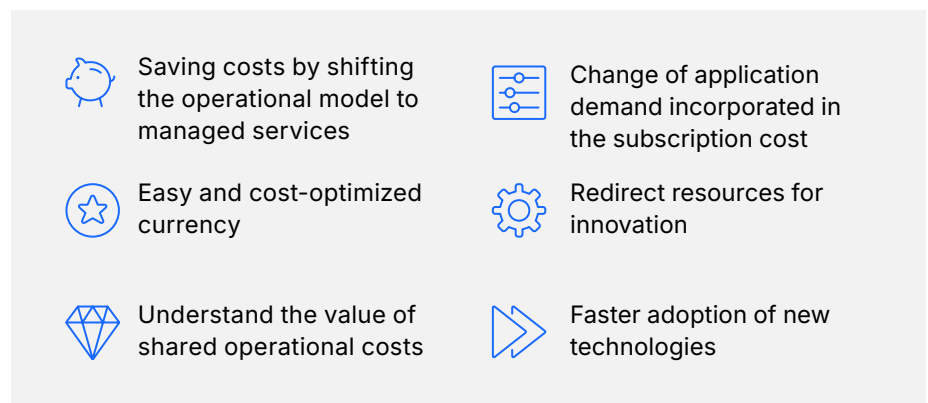 Saving costs by shifting
the operational model to
managed services
Change of application
demand incorporated in
the subscription cost
Easy and cost-optimized
currency
Redirect resources for
innovation
Understand the value of
shared operational costs
Faster adoption of new
technologies